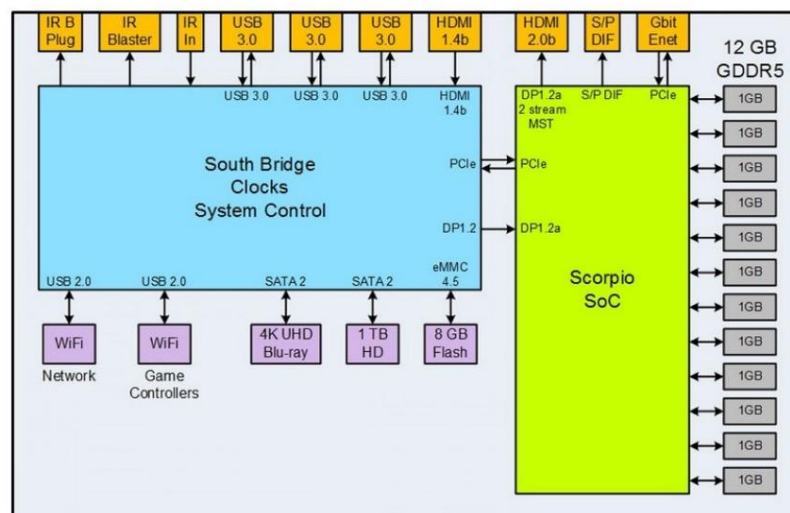 IR B
Plug
IR
Blaster
IR
In
USB
3.0
USB
3.0
USB
3.0
HDMI
1.4b
HDMI
2.0b
S/P
DIF
Gbit
Enet
12 GB
GDDR5
USB 3.0
USB 3.0
USB 3.0
HDMI
1.4b
DP1.2a
2 stream
MST
S/P DIF
PCIe
South Bridge
Clocks
System Control
PCIe
PCIe
DP1.2
DP1.2a
Scorpio
SoC
USB 2.0
USB 2.0
SATA 2
SATA 2
eMMC
4.5
WiFi
WiFi
4K UHD
Blu-ray
1 TB
HD
8 GB
Flash
Network
Game
Controllers
1GB
1GB
1GB
1GB
1GB
1GB
1GB
1GB
1GB
1GB
1GB
1GB